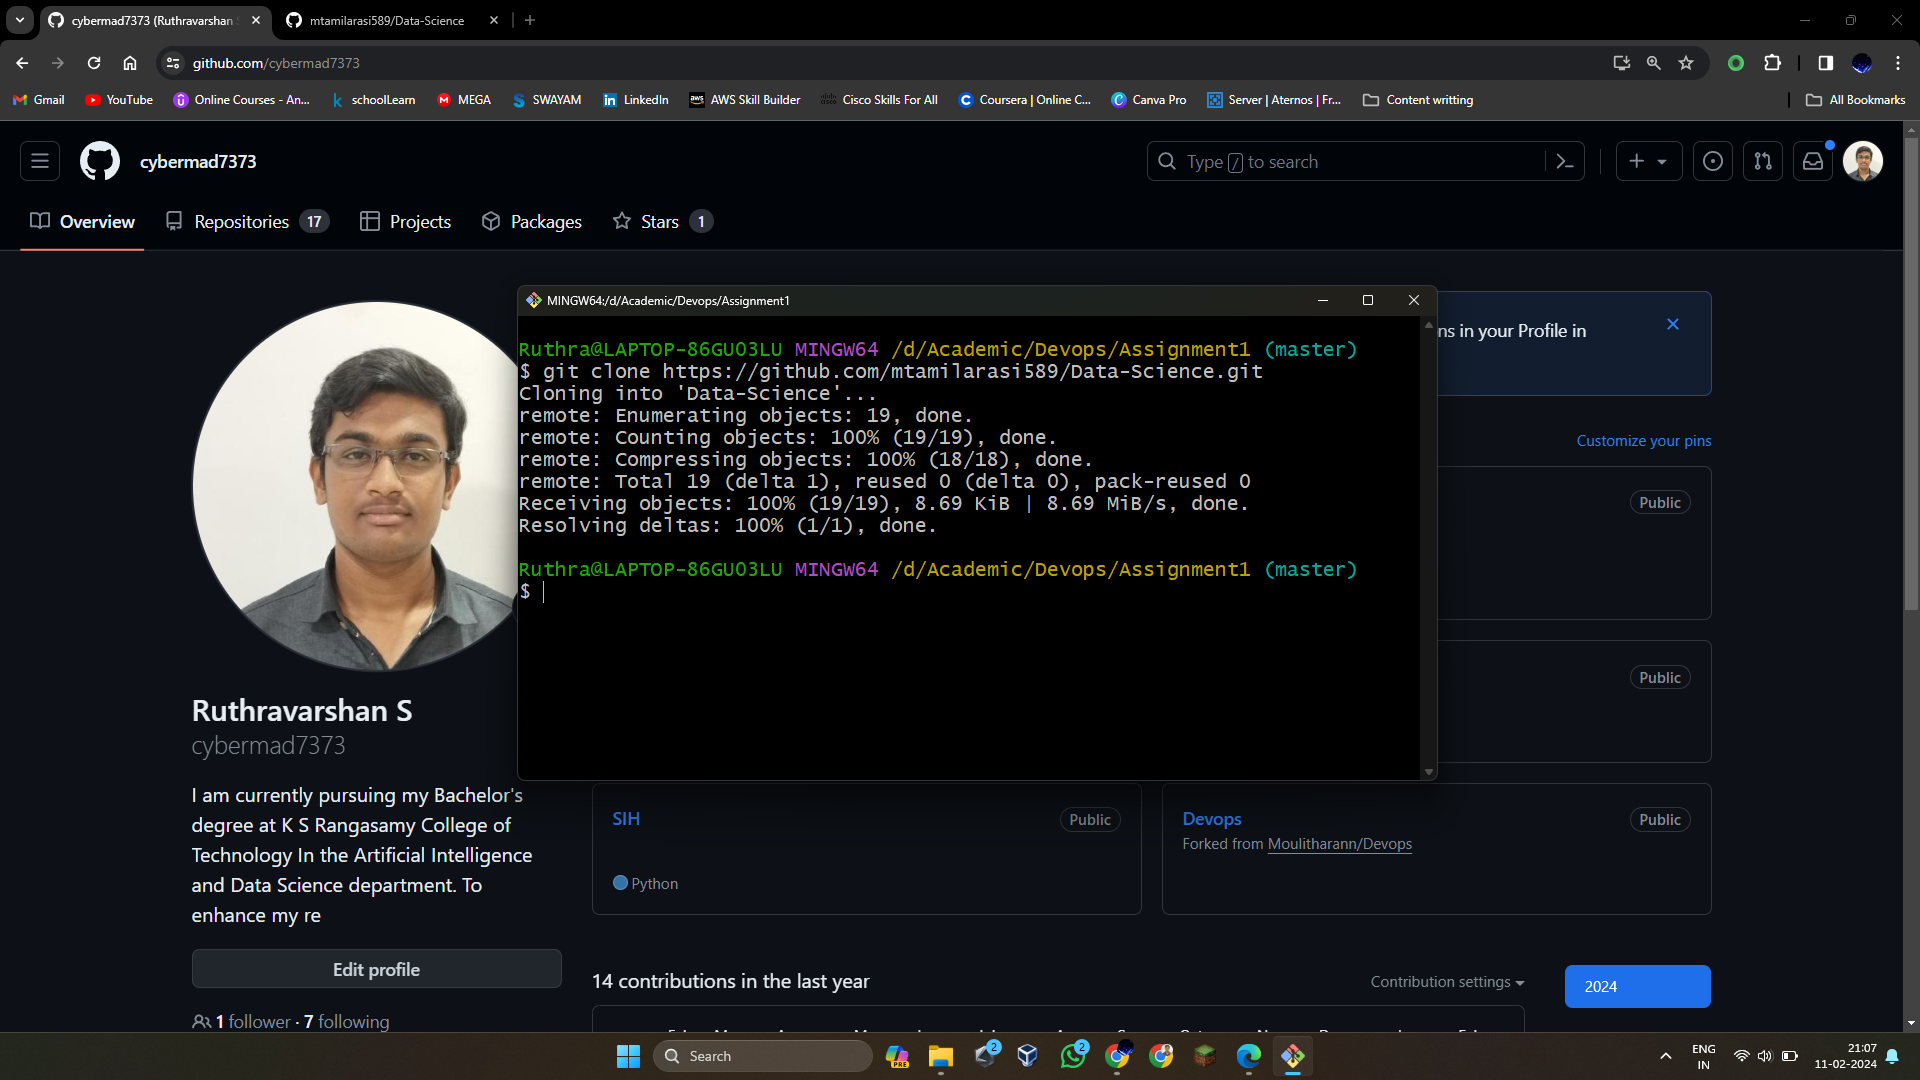 cybermad7373 (Ruthravarshan
mtamilarasi589/Data-Science
github.com/cybermad7373
Gmail
YouTube
Online Courses - An...
schoolLearn
MEGA
SWAYAM
LinkedIn
AWS Skill Builder
Cisco Skills For All
Coursera | Online C...
Canva Pro
Server | Aternos | Fr...
Content writting
All Bookmarks
cybermad7373
Type / to search
Overview
Repositories 17
Projects
Packages
Stars 1
MINGW64:/d/Academic/Devops/Assignment1
ns in your Profile in
Ruthra@LAPTOP-86GUO3LU MINGW64 /d/Academic/Devops/Assignment1 (master)
$ git clone https://github.com/mtamilarasi589/Data-Science.git
Cloning into 'Data-Science'...
remote: Enumerating objects: 19, done.
remote: Counting objects: 100% (19/19), done.
remote: Compressing objects: 100% (18/18), done.
remote: Total 19 (delta 1), reused 0 (delta 0), pack-reused 0
Receiving objects: 100% (19/19), 8.69 KiB | 8.69 MiB/s, done.
Resolving deltas: 100% (1/1), done.
Ruthra@LAPTOP-86GUO3LU MINGW64 /d/Academic/Devops/Assignment1 (master)
$
Customize your pins
Public
Public
Ruthravarshan S
cybermad7373
I am currently pursuing my Bachelor's
degree at K S Rangasamy College of
Technology In the Artificial Intelligence
and Data Science department. To
enhance my re
Edit profile
1 follower · 7 following
SIH
Public
Python
Devops
Public
Forked from Moulitharann/Devops
14 contributions in the last year
Contribution settings
2024
Search
PRE
2
2
ENG
IN
21:07
11-02-2024